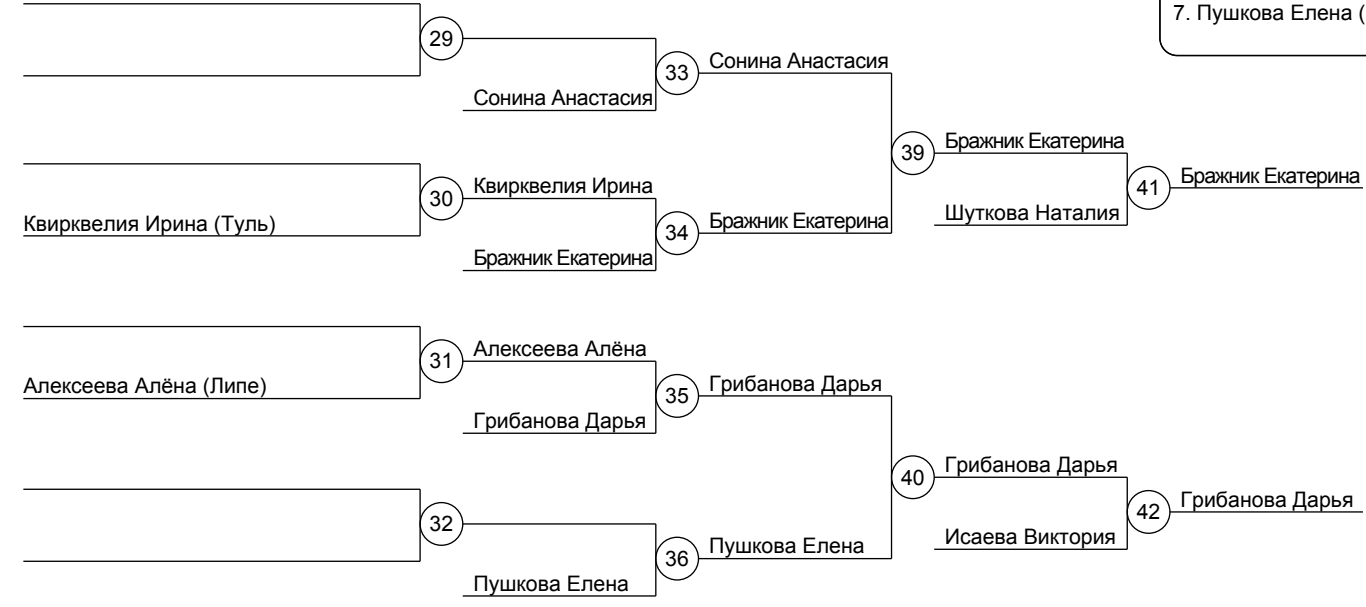 7. Пушкова Елена (
29
33
Сонина Анастасия
Сонина Анастасия
39
Бражник Екатерина
41
Бражник Екатерина
30
Квирквелия Ирина
Квирквелия Ирина (Туль)
34
Бражник Екатерина
Шуткова Наталия
Бражник Екатерина
31
Алексеева Алёна
Алексеева Алёна (Липе)
35
Грибанова Дарья
Грибанова Дарья
40
Грибанова Дарья
42
Грибанова Дарья
32
36
Пушкова Елена
Исаева Виктория
Пушкова Елена